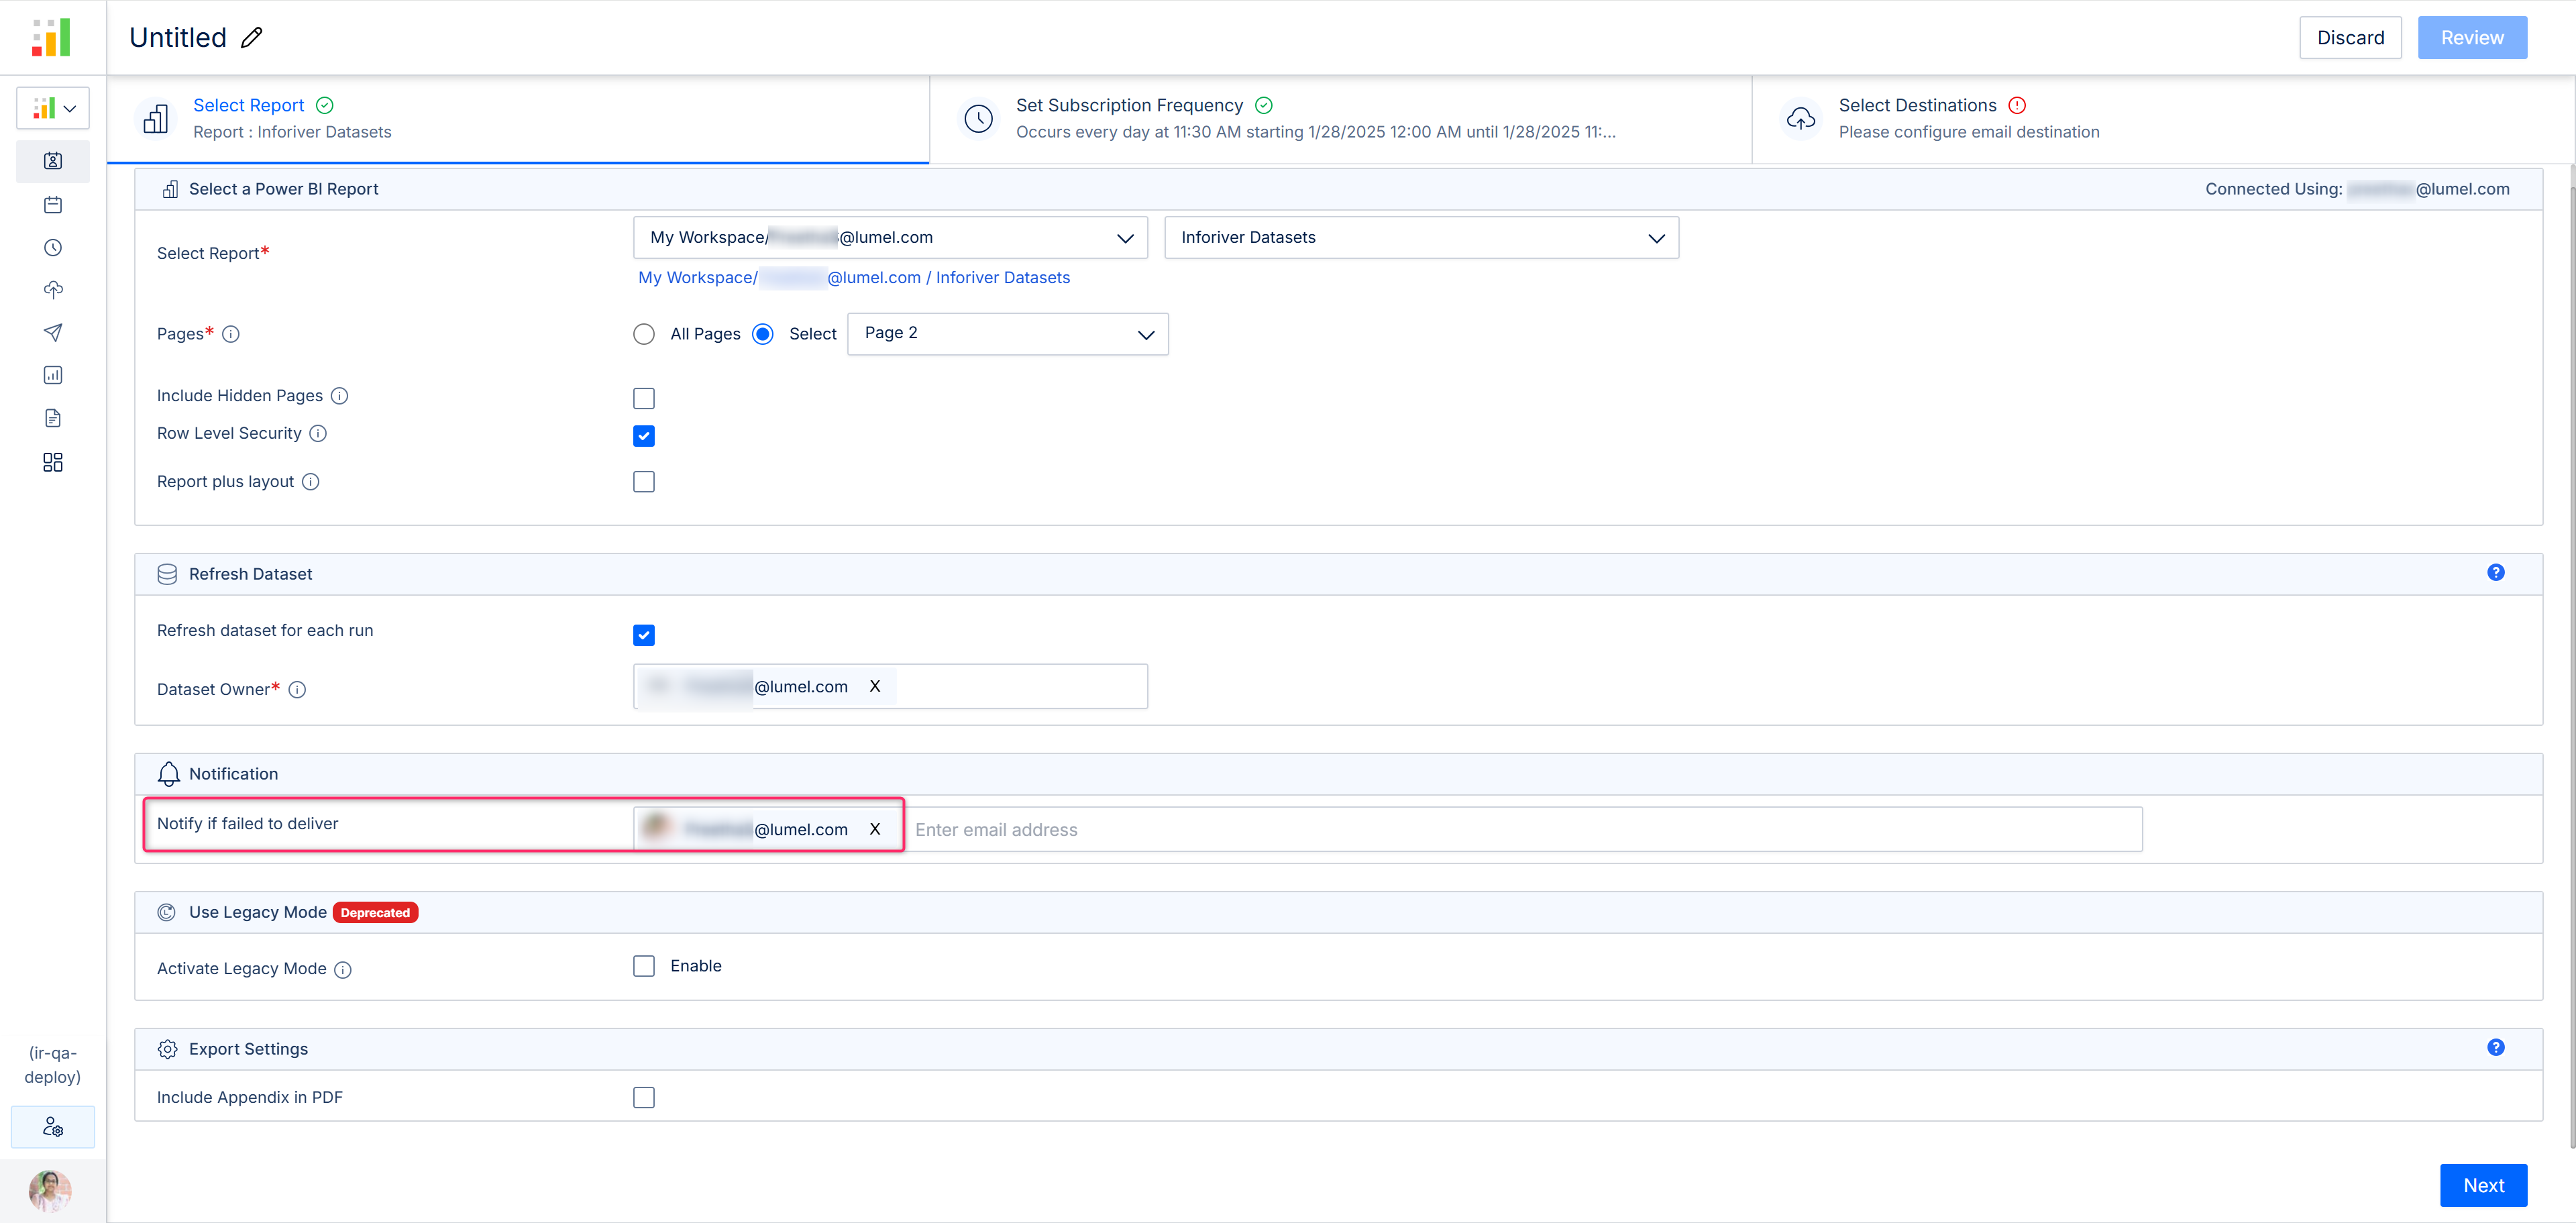 Untitled
Discard
Review
Select Report
Report : Inforiver Datasets
Set Subscription Frequency
Occurs every day at 11:30 AM starting 1/28/2025 12:00 AM until 1/28/2025 11:...
Select Destinations
Please configure email destination
Select a Power BI Report
Connected Using: @lumel.com
Select Report*
My Workspace/ @lumel.com
Inforiver Datasets
My Workspace/ @lumel.com / Inforiver Datasets
Pages*
All Pages
Select
Page 2
Include Hidden Pages
Row Level Security
Report plus layout
Refresh Dataset
Refresh dataset for each run
Dataset Owner*
@lumel.com X
Notification
Notify if failed to deliver
@lumel.com X
Enter email address
Use Legacy Mode Deprecated
Activate Legacy Mode
Enable
Export Settings
Include Appendix in PDF
(ir-qa-
deploy)
Next